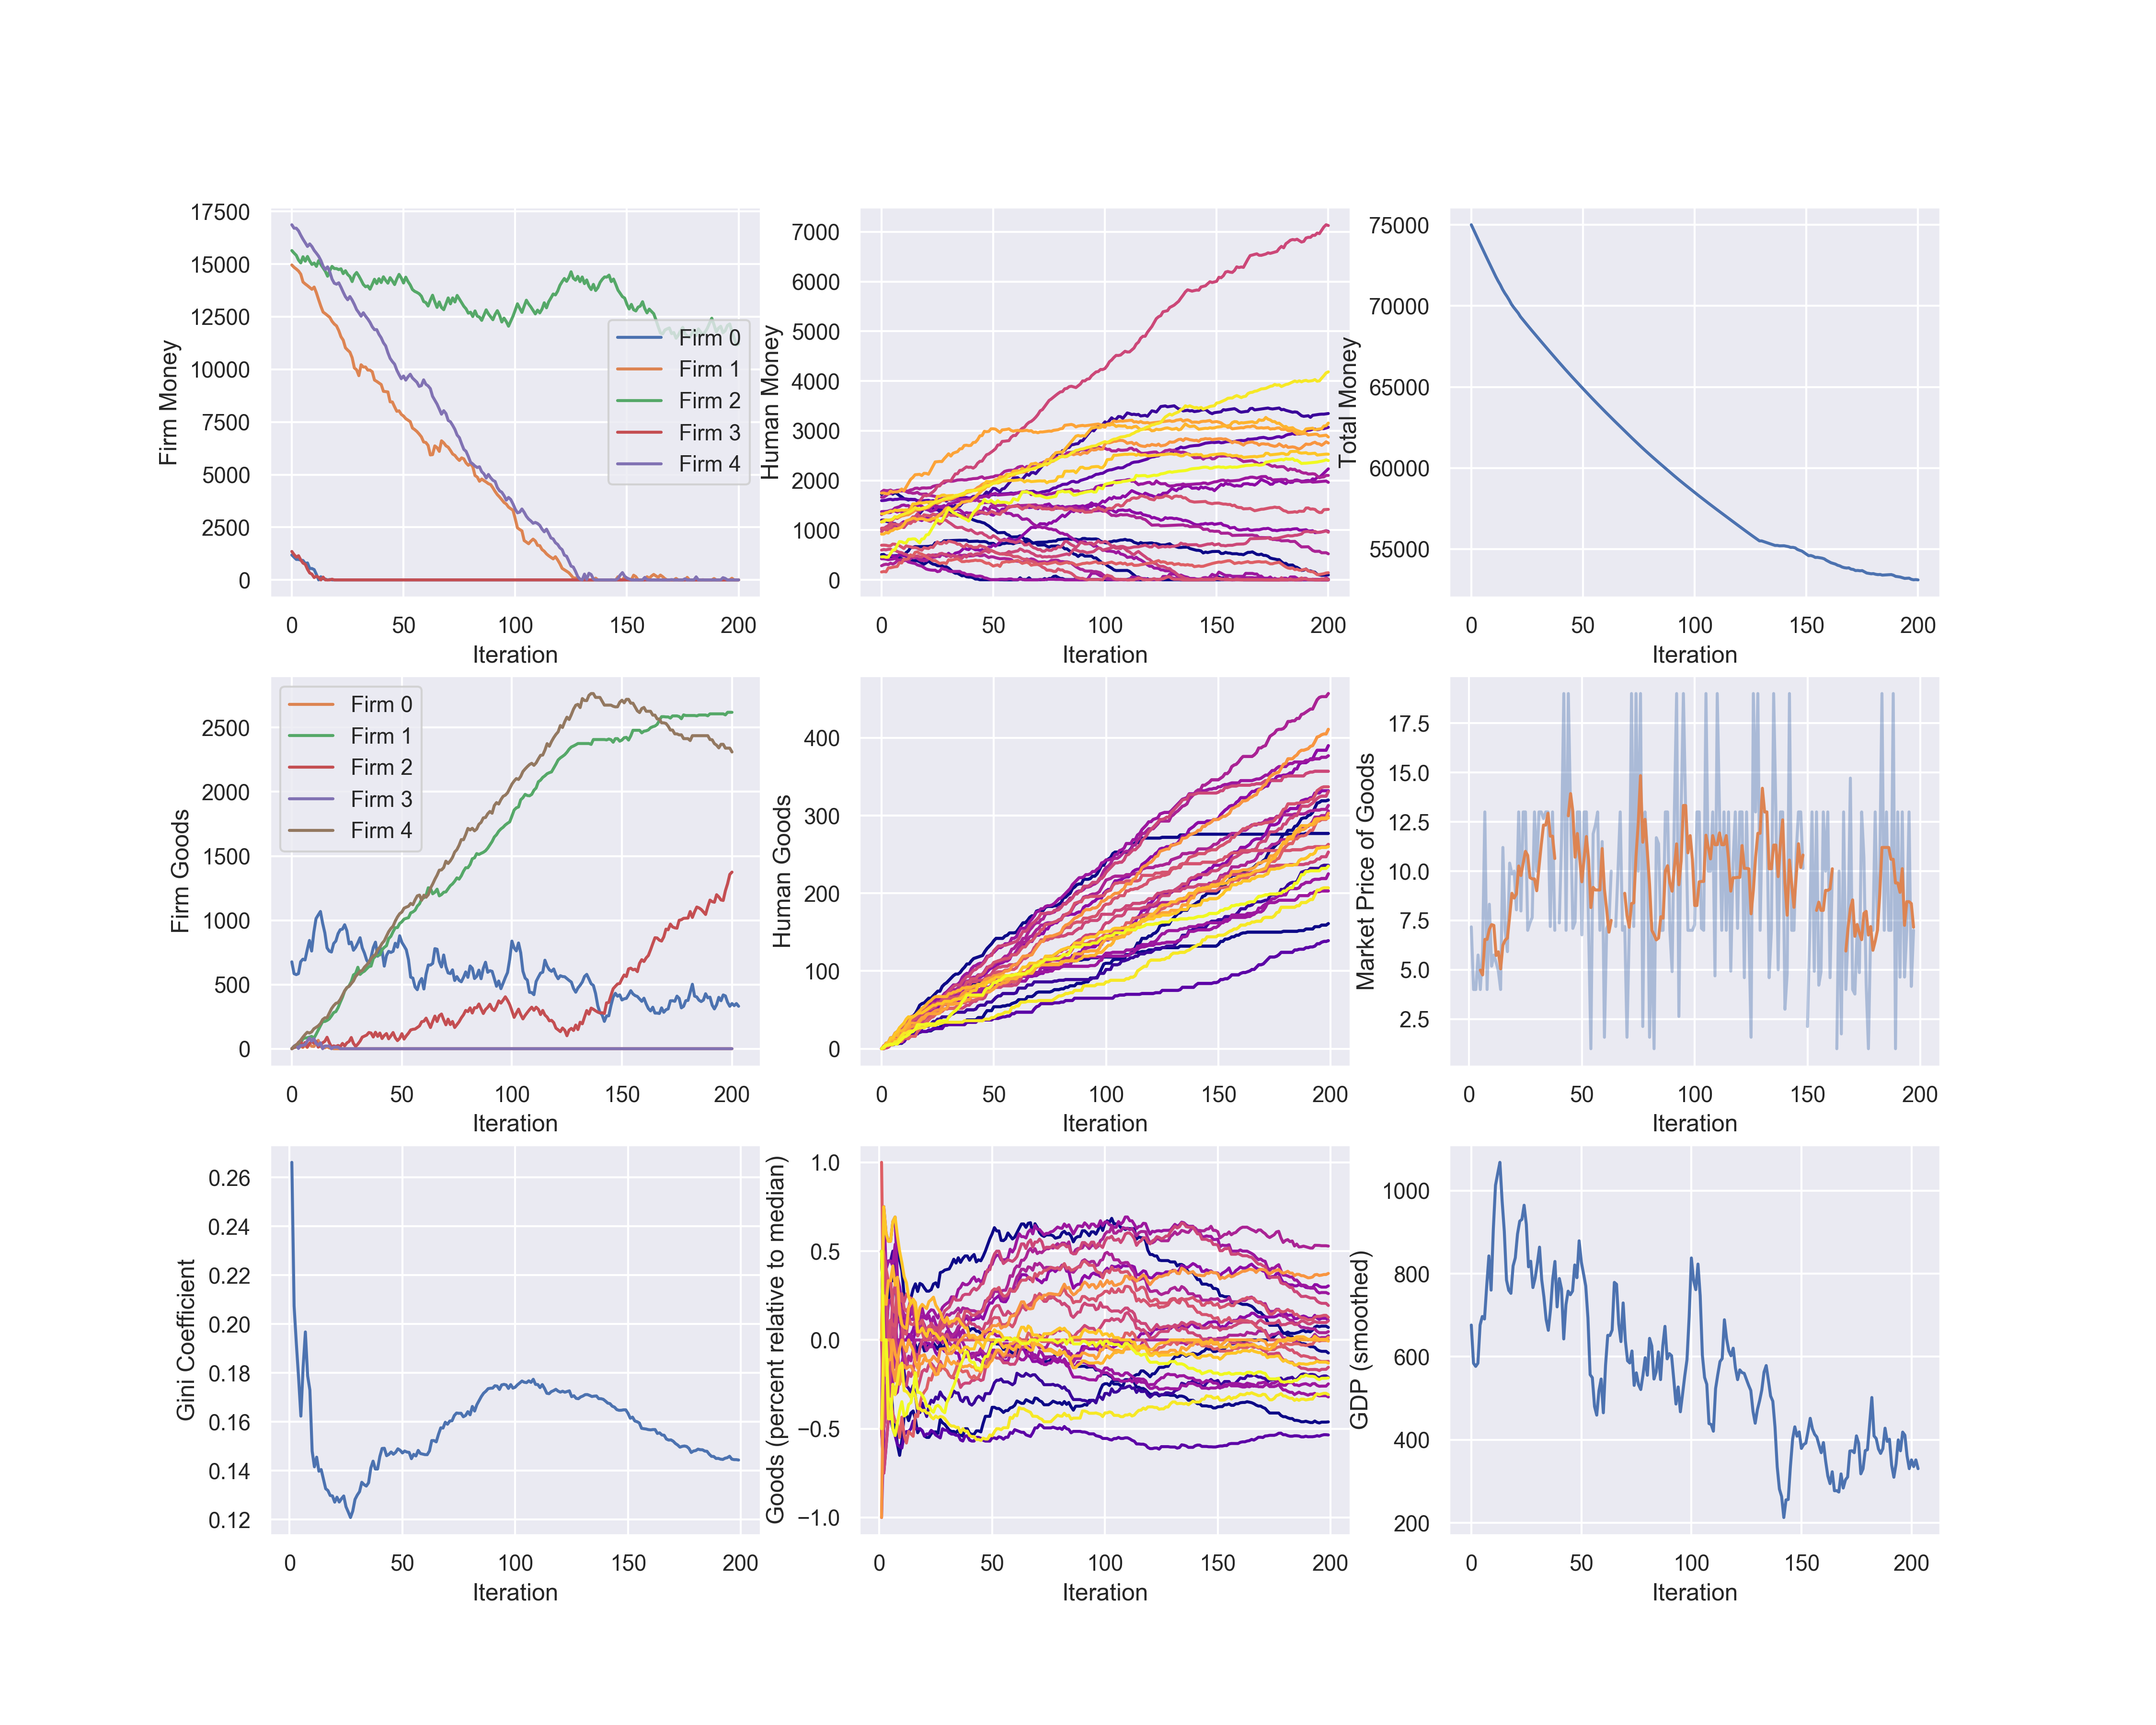 Firm Money
17500
15000
12500
10000
7500
5000
2500
0
Firm 0
Firm 1
Firm 2
Firm 3
Firm 4
0 50 100 150 200
Iteration
Human Money
7000
6000
5000
4000
3000
2000
1000
0
0 50 100 150 200
Iteration
Total Money
75000
70000
65000
60000
55000
0 50 100 150 200
Iteration
Firm Goods
2500
2000
1500
1000
500
0
Firm 0
Firm 1
Firm 2
Firm 3
Firm 4
0 50 100 150 200
Iteration
Human Goods
400
300
200
100
0
0 50 100 150 200
Iteration
Market Price of Goods
17.5
15.0
12.5
10.0
7.5
5.0
2.5
0 50 100 150 200
Iteration
Gini Coefficient
0.26
0.24
0.22
0.20
0.18
0.16
0.14
0.12
0 50 100 150 200
Iteration
Goods (percent relative to median)
1.0
0.5
0.0
−0.5
−1.0
0 50 100 150 200
Iteration
GDP (smoothed)
1000
800
600
400
200
0 50 100 150 200
Iteration